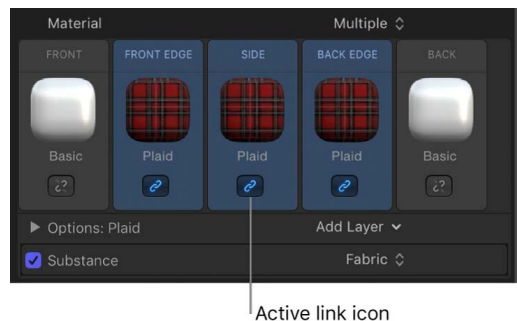 Material Multiple
FRONT FRONT EDGE SIDE BACK EDGE BACK
Basic Plaid Plaid Plaid Basic
Options: Plaid Add Layer
Substance Fabric
Active link icon